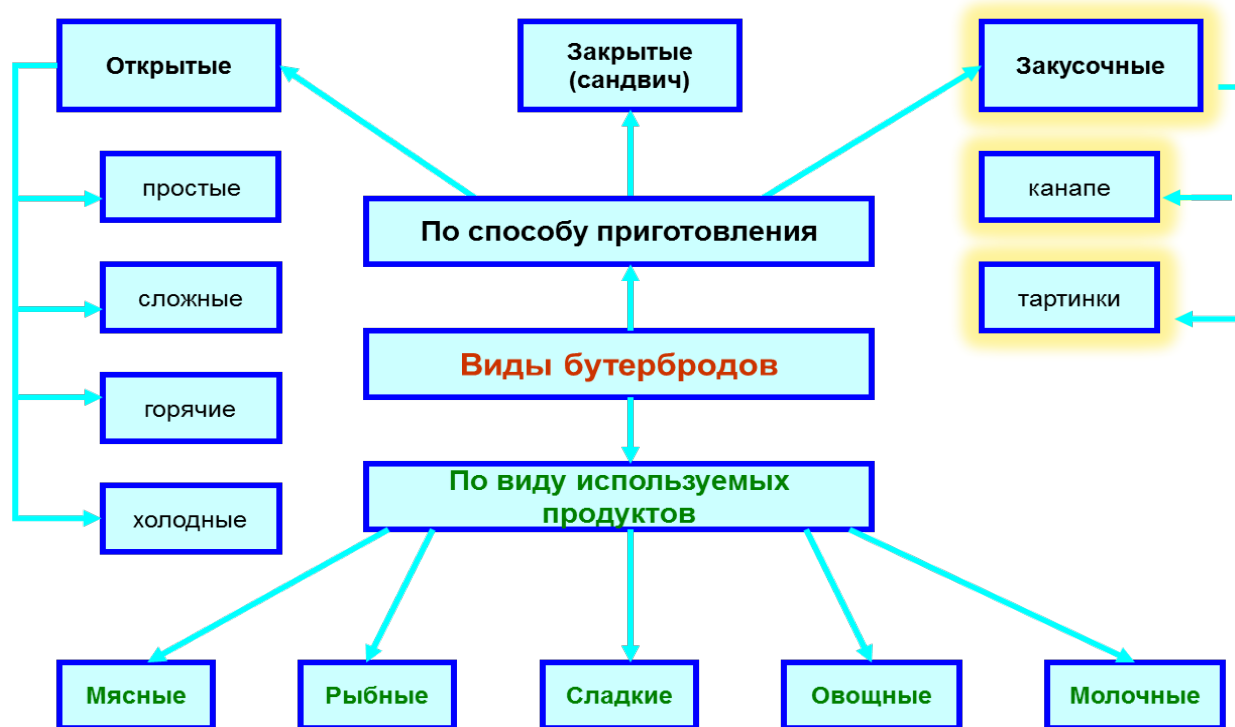 Открытые
Закрытые
(сандвич)
Закусочные
простые
канапе
По способу приготовления
сложные
тартинки
Виды бутербродов
горячие
По виду используемых
продуктов
холодные
Мясные
Рыбные
Сладкие
Овощные
Молочные